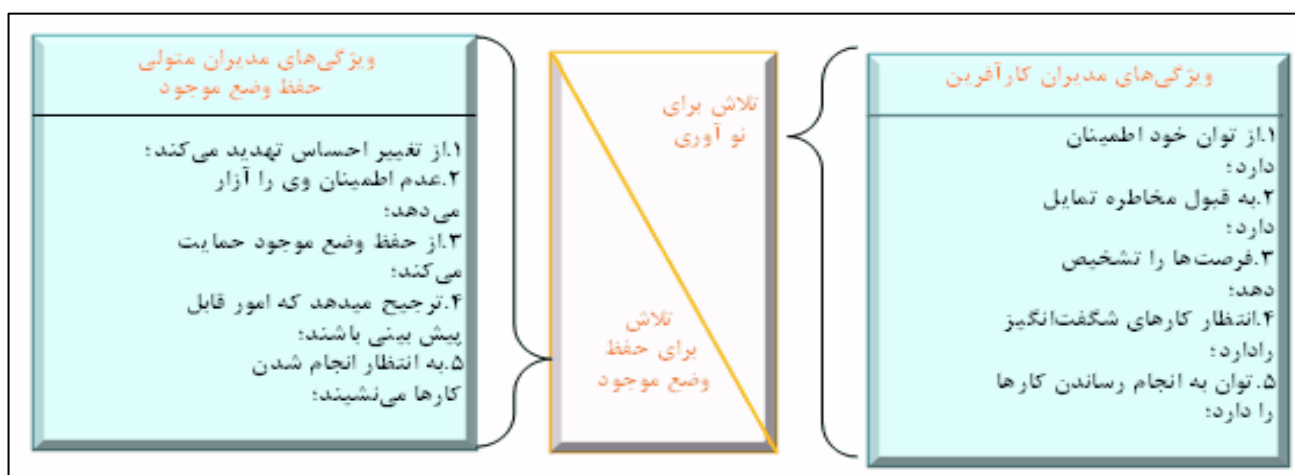 ویژگی‌های مدیران کارآفرین
۱.از توان خود اطمینان
دارد؛
۲.به قبول مخاطره تمایل
دارد؛
۳.فرصت‌ها را تشخیص
دهد؛
۴.انتظار کارهای شگفت‌انگیز
رادارد؛
۵.توان به انجام رساندن کارها
را دارد؛
تلاش برای
نو آوری
تلاش
برای حفظ
وضع موجود
ویژگی‌های مدیران متولی
حفظ وضع موجود
۱.از تغییر احساس تهدید می‌کند؛
۲.عدم اطمینان وی را آزار
می‌دهد؛
۳.از حفظ وضع موجود حمایت
می‌کند؛
۴.ترجیح میدهد که امور قابل
پیش بینی باشند؛
۵.به انتظار انجام شدن
کارها می‌نشیند؛